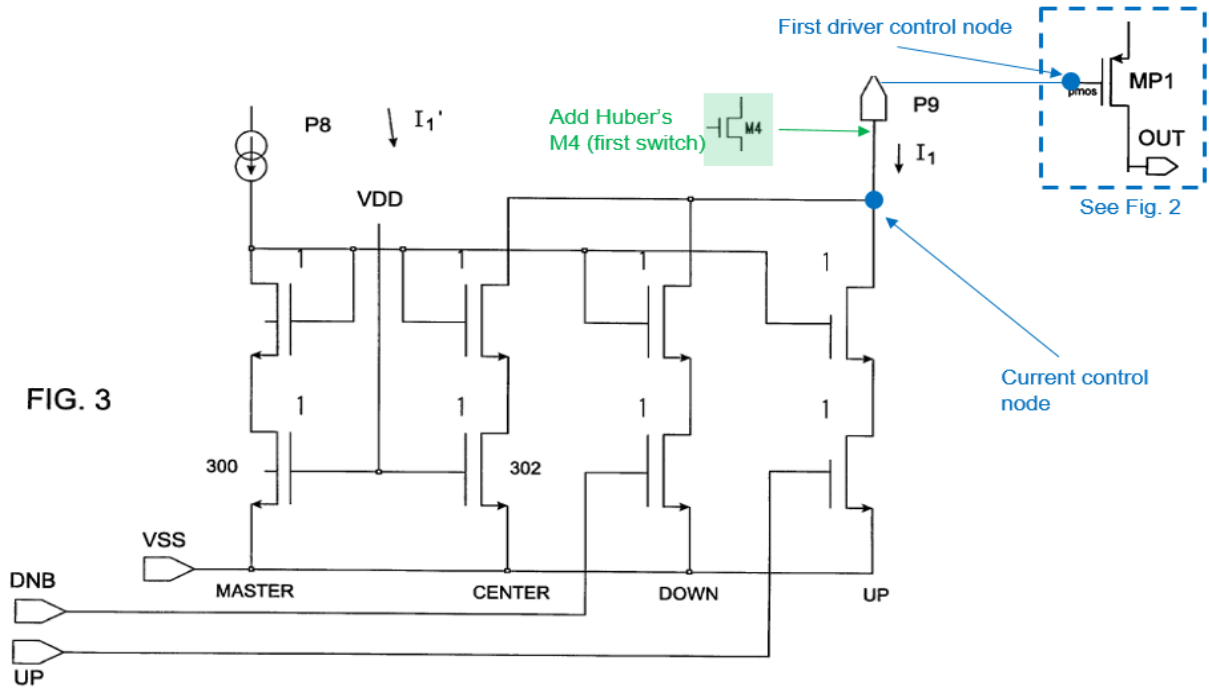 First driver control node
pmos
MP1
OUT
See Fig. 2
P8
I₁'
Add Huber's
M4 (first switch)
M4
P9
I₁
VDD
1 1 1 1
Current control
node
FIG. 3
1 1 1 1
300
302
VSS
MASTER CENTER DOWN UP
DNB
UP